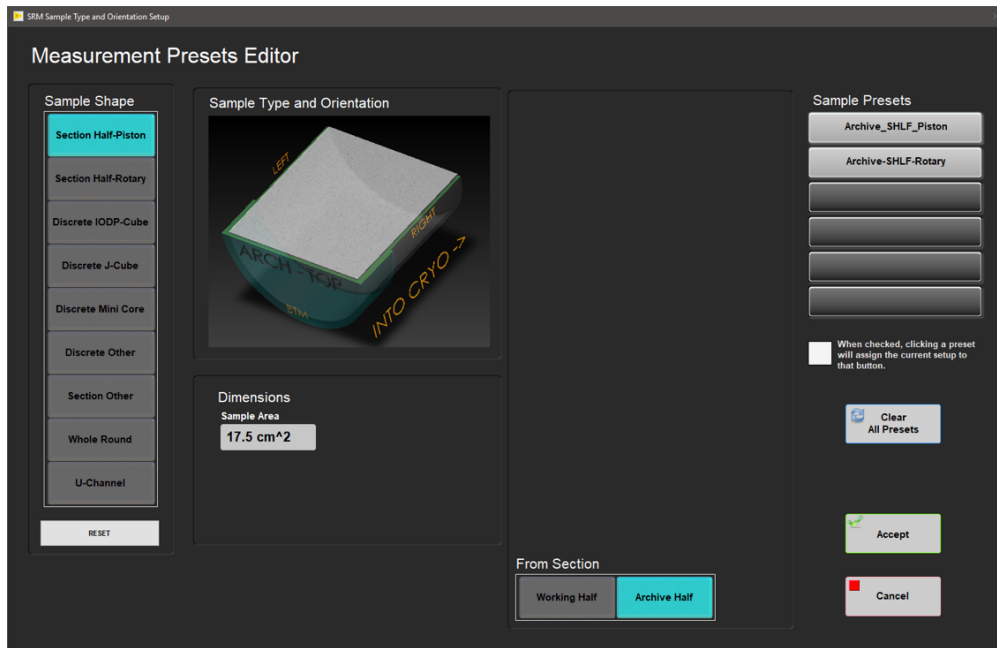 SRM Sample Type and Orientation Setup
Measurement Presets Editor
Sample Shape
Section Half-Piston
Section Half-Rotary
Discrete IODP-Cube
Discrete J-Cube
Discrete Mini Core
Discrete Other
Section Other
Whole Round
U-Channel
RESET
Sample Type and Orientation
LEFT
RIGHT
ARCH - TOP
BTM
INTO CRYO ->
Dimensions
Sample Area
17.5 cm^2
From Section
Working Half
Archive Half
Sample Presets
Archive_SHLF_Piston
Archive-SHLF-Rotary
When checked, clicking a preset
will assign the current setup to
that button.
Clear
All Presets
Accept
Cancel